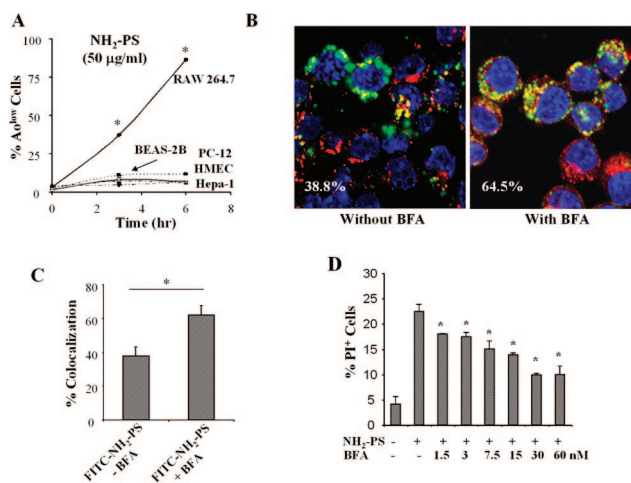 A
NH₂-PS
(50 µg/ml)
% Ao^low Cells
100
75
50
25
0
*
*
RAW 264.7
BEAS-2B
PC-12
HMEC
Hepa-1
0 2 4 6 8
Time (hr)
B
38.8%
64.5%
Without BFA
With BFA
C
% Colocalization
80
60
40
20
0
*
FITC-NH₂-PS
- BFA
FITC-NH₂-PS
+ BFA
D
% PI⁺ Cells
30
25
20
15
10
5
0
* * * * * *
NH₂-PS - + + + + + + +
BFA - - 1.5 3 7.5 15 30 60 nM